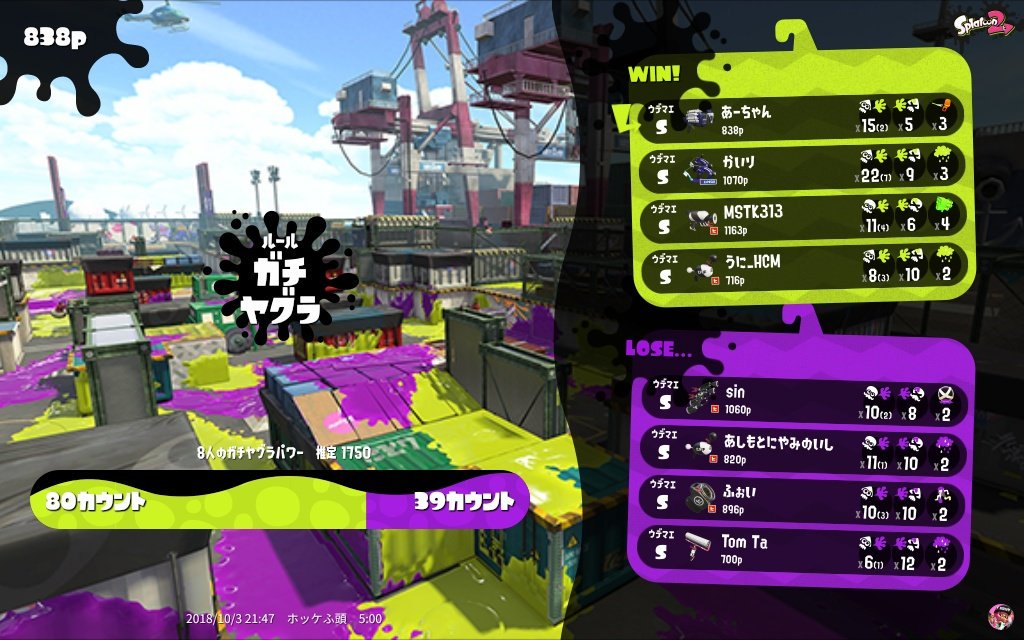 838p
Splatoon 2
WIN!
ウデマエ S あーちゃん 838p x15(2) x5 x3
ウデマエ S かいリ 1070p x22(7) x9 x3
ウデマエ S MSTK313 1163p x11(4) x6 x4
ウデマエ S うに_HCM 716p x8(3) x10 x2
ルール
ガチ
ヤグラ
LOSE...
ウデマエ S sin 1060p x10(2) x8 x2
ウデマエ S あしもとにやみのいし 820p x11(1) x10 x2
ウデマエ S ふぉい 896p x10(3) x10 x2
ウデマエ S Tom Ta 700p x6(1) x12 x2
8人のガチヤグラパワー 推定 1750
80カウント 39カウント
2018/10/3 21:47 ホッケふ頭 5:00